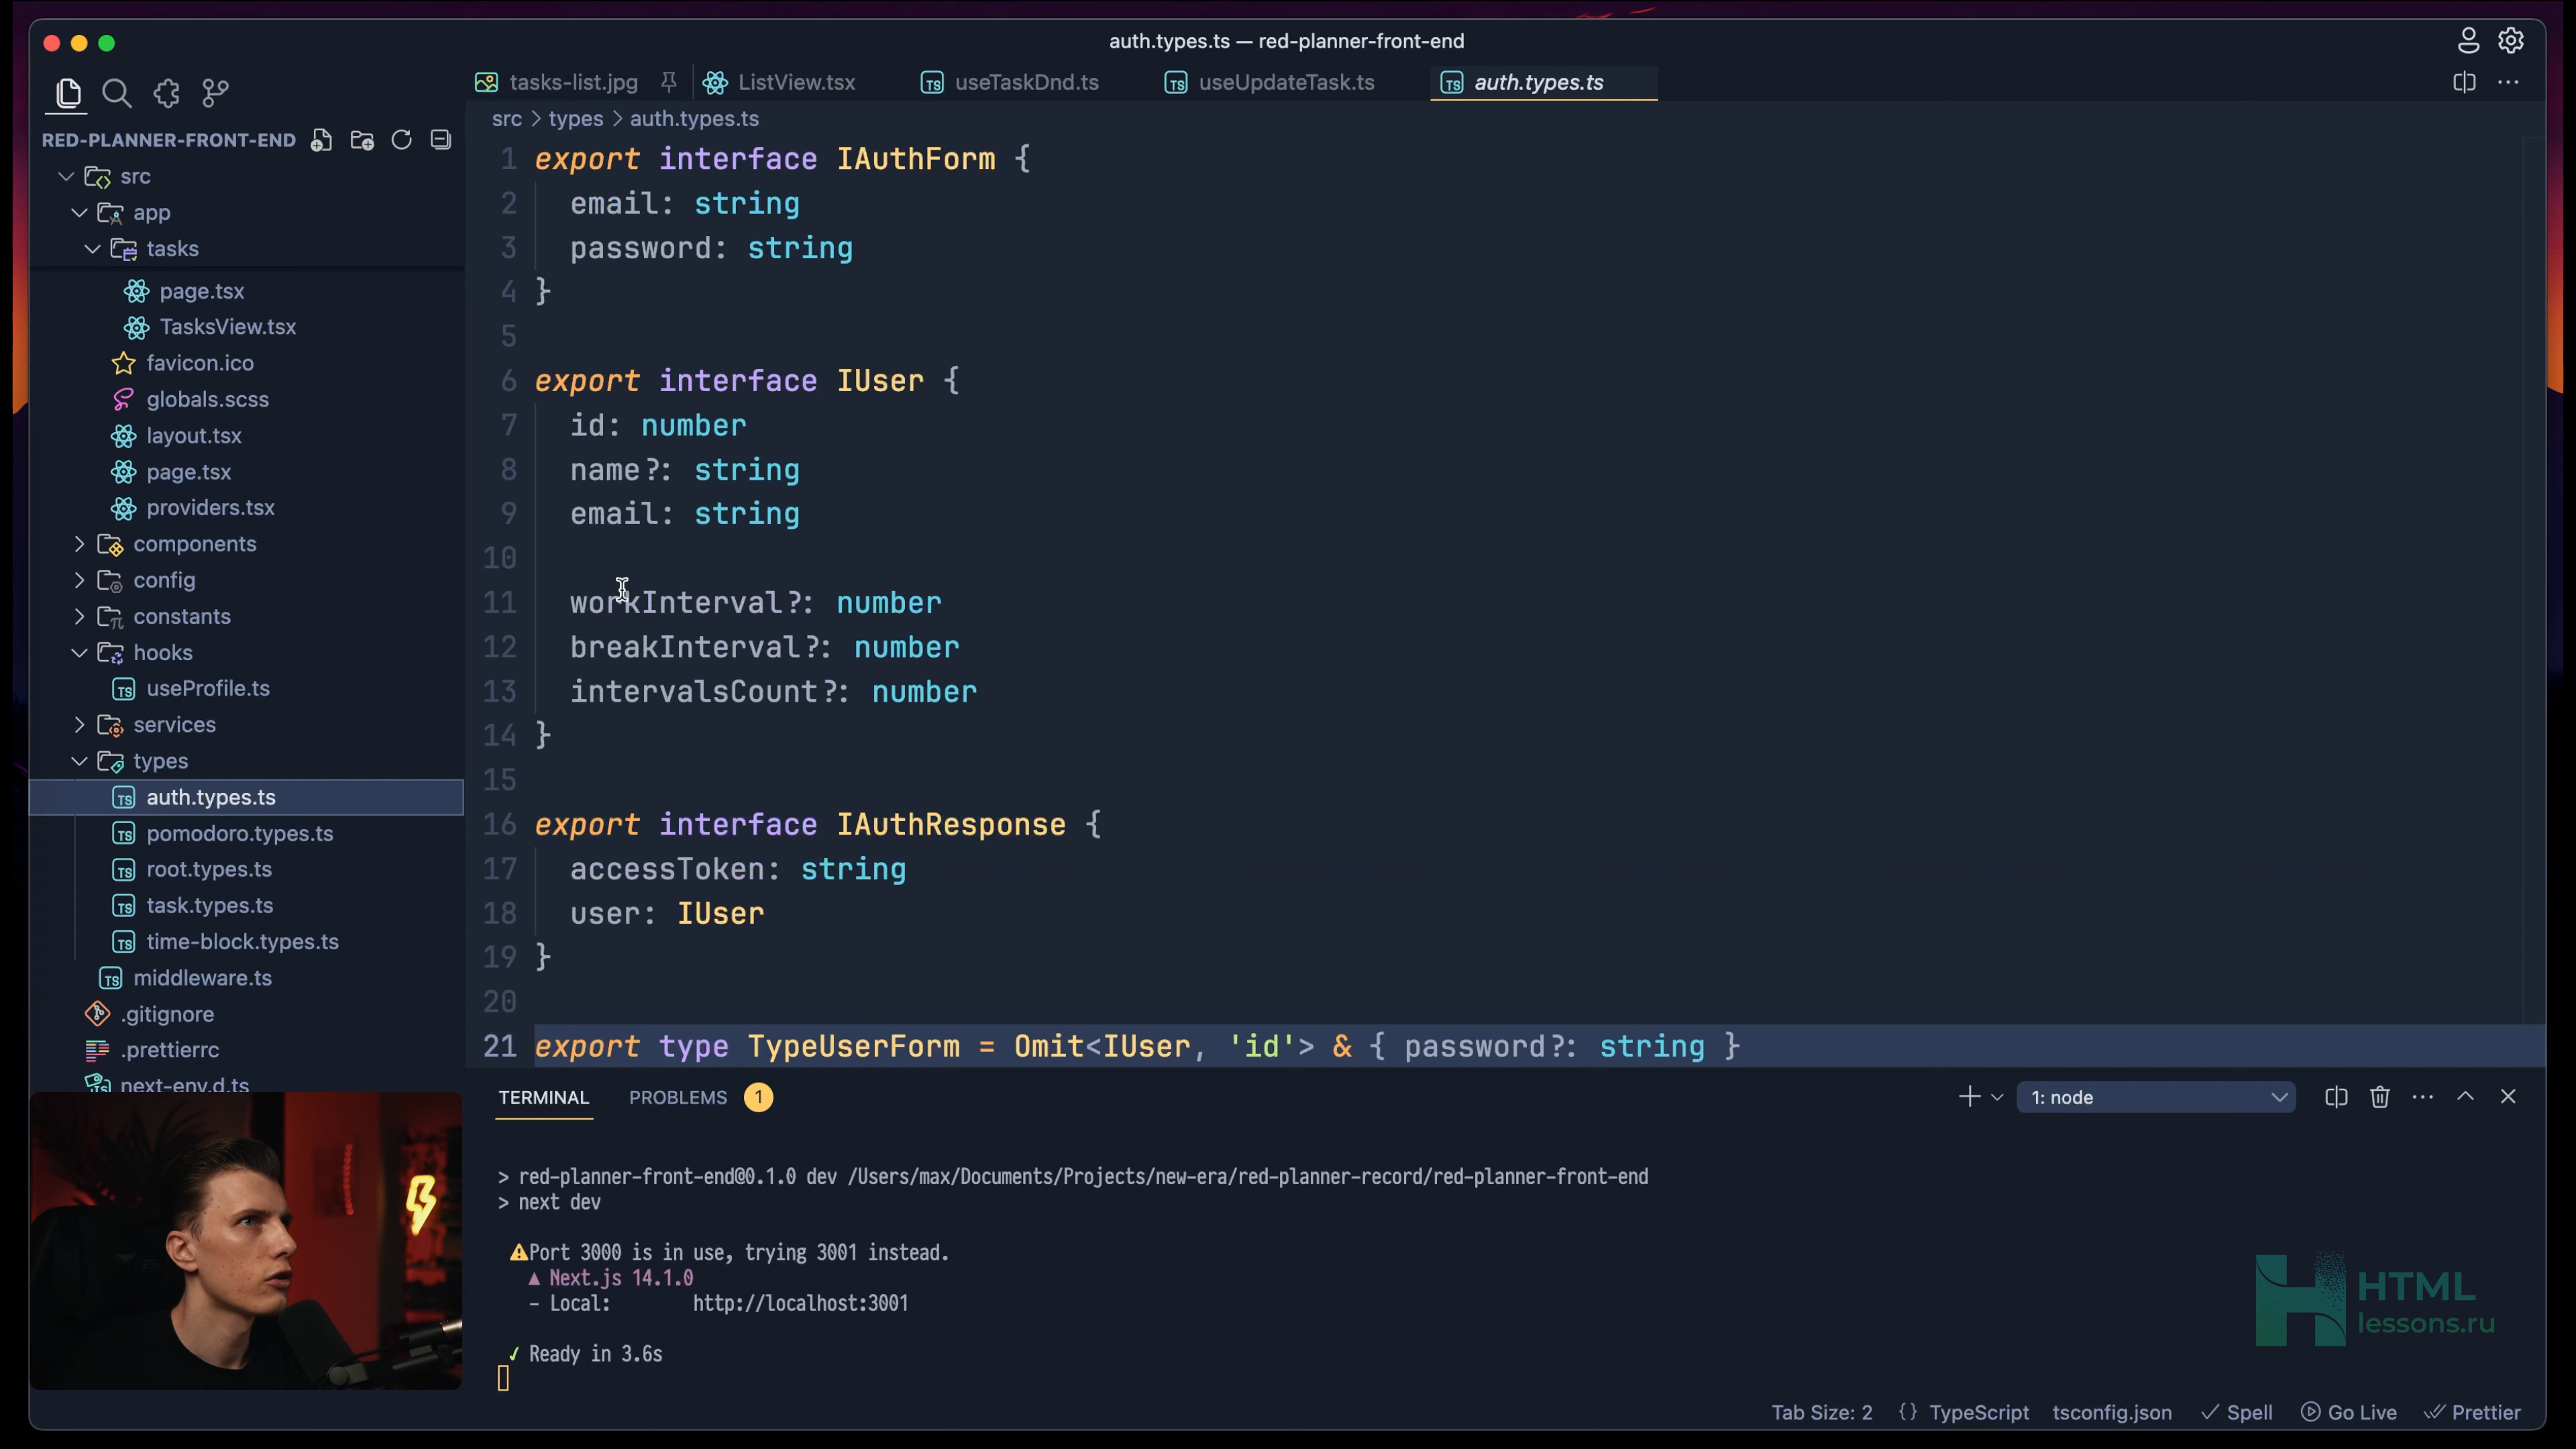 auth.types.ts — red-planner-front-end
tasks-list.jpg
ListView.tsx
useTaskDnd.ts
useUpdateTask.ts
auth.types.ts
RED-PLANNER-FRONT-END
src > types > auth.types.ts
src
app
tasks
page.tsx
TasksView.tsx
favicon.ico
globals.scss
layout.tsx
page.tsx
providers.tsx
components
config
constants
hooks
useProfile.ts
services
types
auth.types.ts
pomodoro.types.ts
root.types.ts
task.types.ts
time-block.types.ts
middleware.ts
.gitignore
.prettierrc
next-env.d.ts
1 export interface IAuthForm {
2 email: string
3 password: string
4 }
5
6 export interface IUser {
7 id: number
8 name?: string
9 email: string
10
11 workInterval?: number
12 breakInterval?: number
13 intervalsCount?: number
14 }
15
16 export interface IAuthResponse {
17 accessToken: string
18 user: IUser
19 }
20
21 export type TypeUserForm = Omit<IUser, 'id'> & { password?: string }
TERMINAL PROBLEMS 1
1: node
> red-planner-front-end@0.1.0 dev /Users/max/Documents/Projects/new-era/red-planner-record/red-planner-front-end
> next dev
Port 3000 is in use, trying 3001 instead.
▲ Next.js 14.1.0
- Local: http://localhost:3001
✓ Ready in 3.6s
HTML
lessons.ru
Tab Size: 2 {} TypeScript tsconfig.json Spell Go Live Prettier